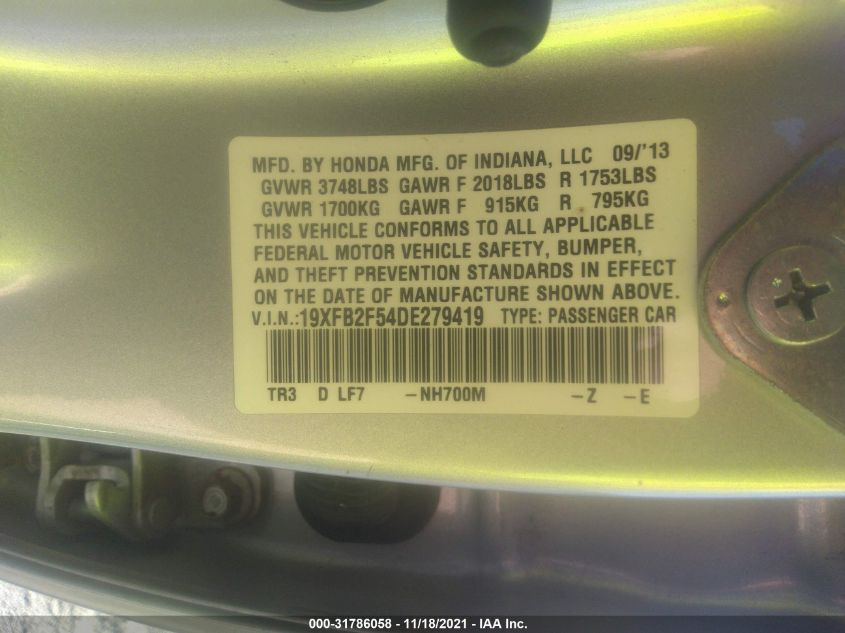 MFD. BY HONDA MFG. OF INDIANA, LLC 09/'13
GVWR 3748LBS GAWR F 2018LBS R 1753LBS
GVWR 1700KG GAWR F 915KG R 795KG
THIS VEHICLE CONFORMS TO ALL APPLICABLE
FEDERAL MOTOR VEHICLE SAFETY, BUMPER,
AND THEFT PREVENTION STANDARDS IN EFFECT
ON THE DATE OF MANUFACTURE SHOWN ABOVE.
V.I.N.:19XFB2F54DE279419 TYPE: PASSENGER CAR
TR3 D LF7 -NH700M -Z -E
000-31786058 - 11/18/2021 - IAA Inc.